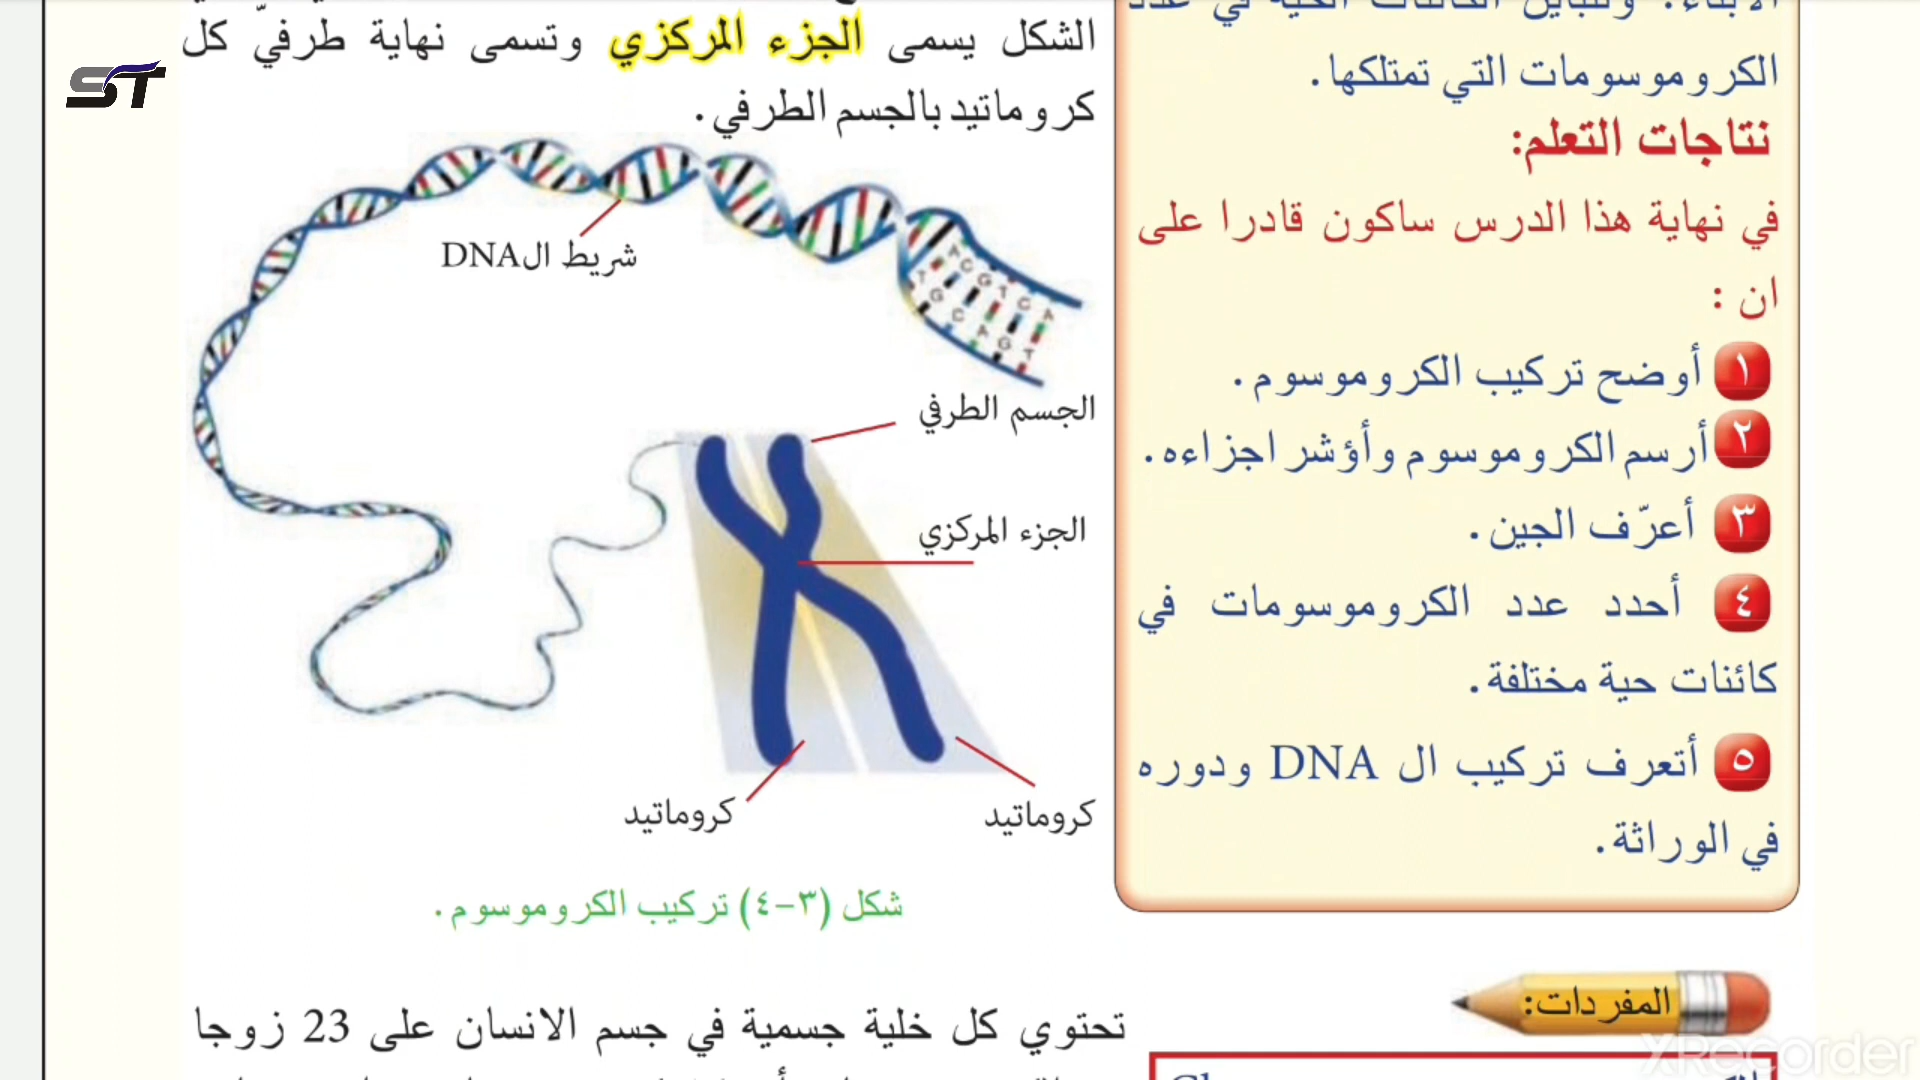 الكروموسومات التي تمتلكها.
نتاجات التعلم:
في نهاية هذا الدرس ساكون قادرا على
ان :
١ أوضح تركيب الكروموسوم.
٢ أرسم الكروموسوم وأؤشر اجزاءه.
٣ أعرّف الجين.
٤ أحدد عدد الكروموسومات في
كائنات حية مختلفة.
٥ أتعرف تركيب ال DNA ودوره
في الوراثة.
المفردات:
الشكل يسمى الجزء المركزي وتسمى نهاية طرفيّ كل
كروماتيد بالجسم الطرفي.
شريط الDNA
A C G T C A
T G C A G T
الجسم الطرفي
الجزء المركزي
كروماتيد
كروماتيد
شكل (٣-٤) تركيب الكروموسوم.
تحتوي كل خلية جسمية في جسم الانسان على 23 زوجا
ST
XRecorder